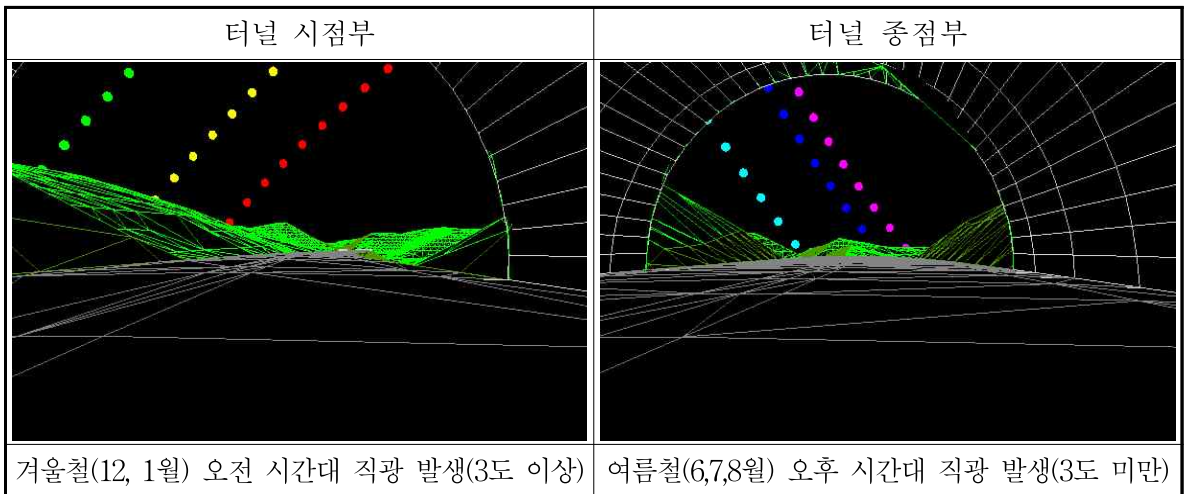 터널 시점부
터널 종점부
겨울철(12, 1월) 오전 시간대 직광 발생(3도 이상)
여름철(6,7,8월) 오후 시간대 직광 발생(3도 미만)